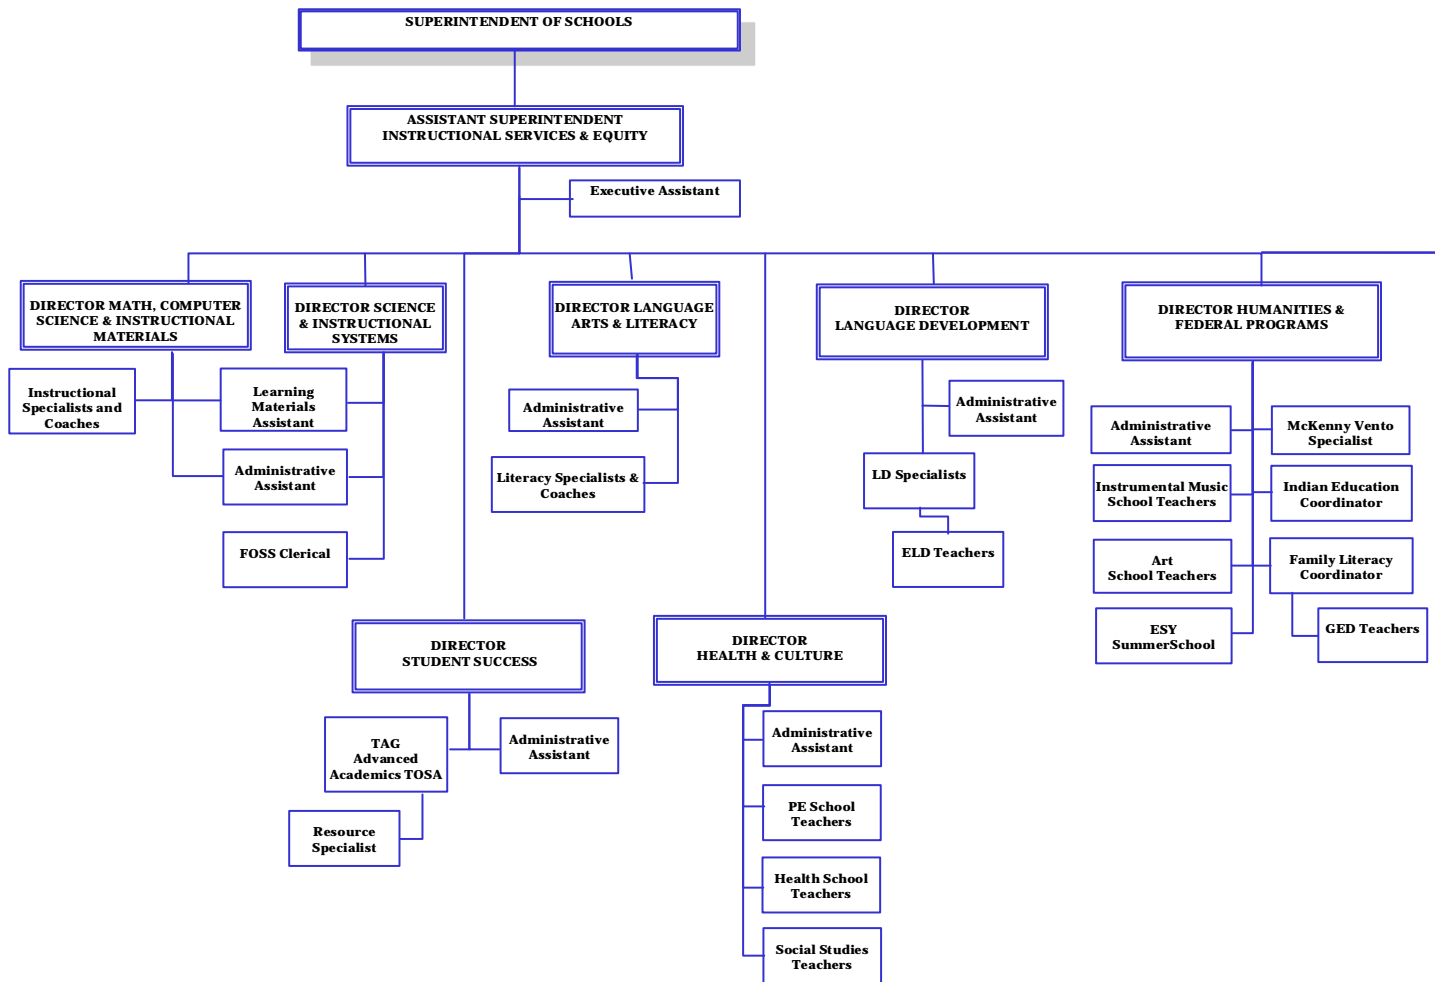 SUPERINTENDENT OF SCHOOLS
ASSISTANT SUPERINTENDENT
INSTRUCTIONAL SERVICES & EQUITY
Executive Assistant
DIRECTOR MATH, COMPUTER
SCIENCE & INSTRUCTIONAL
MATERIALS
DIRECTOR SCIENCE
& INSTRUCTIONAL
SYSTEMS
DIRECTOR LANGUAGE
ARTS & LITERACY
DIRECTOR
LANGUAGE DEVELOPMENT
DIRECTOR HUMANITIES &
FEDERAL PROGRAMS
Instructional
Specialists and
Coaches
Learning
Materials
Assistant
Administrative
Assistant
FOSS Clerical
Administrative
Assistant
Literacy Specialists &
Coaches
Administrative
Assistant
LD Specialists
ELD Teachers
Administrative
Assistant
McKenny Vento
Specialist
Instrumental Music
School Teachers
Indian Education
Coordinator
Art
School Teachers
Family Literacy
Coordinator
ESY
SummerSchool
GED Teachers
DIRECTOR
STUDENT SUCCESS
DIRECTOR
HEALTH & CULTURE
TAG
Advanced
Academics TOSA
Administrative
Assistant
Resource
Specialist
Administrative
Assistant
PE School
Teachers
Health School
Teachers
Social Studies
Teachers